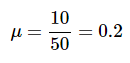 μ = 10/50 = 0.2